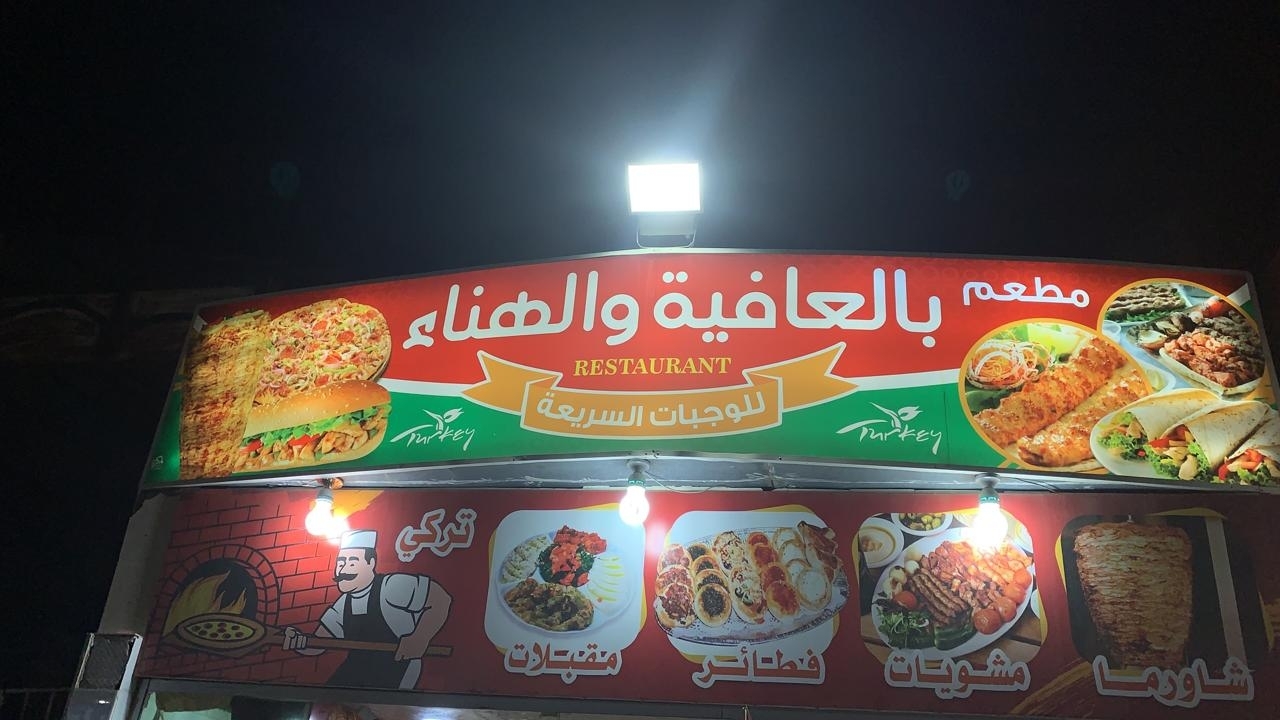 مطعم
بالعافية والهناء
RESTAURANT
للوجبات السريعة
Turkey
Turkey
تركي
مقبلات
فطائر
مشويات
شاورما